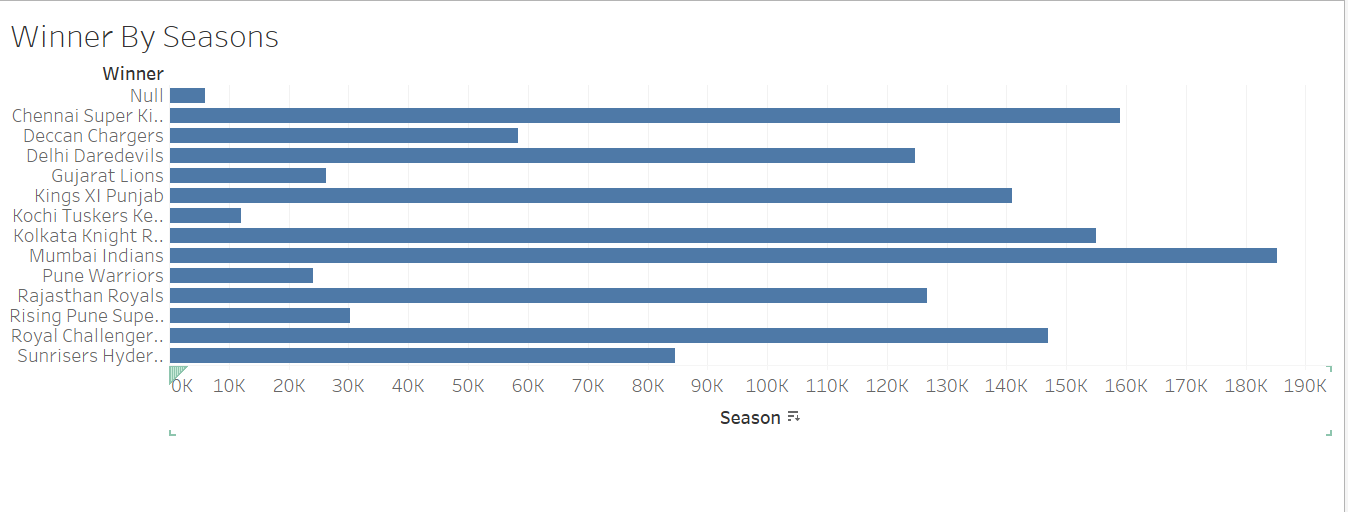 Winner By Seasons
Winner
Null
Chennai Super Ki..
Deccan Chargers
Delhi Daredevils
Gujarat Lions
Kings XI Punjab
Kochi Tuskers Ke..
Kolkata Knight R..
Mumbai Indians
Pune Warriors
Rajasthan Royals
Rising Pune Supe..
Royal Challenger..
Sunrisers Hyder..
0K 10K 20K 30K 40K 50K 60K 70K 80K 90K 100K 110K 120K 130K 140K 150K 160K 170K 180K 190K
Season